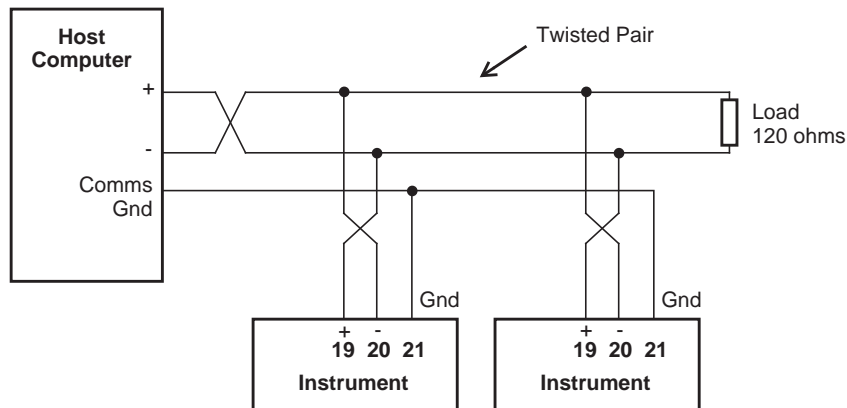 Host
Computer
Twisted Pair
+
-
Load
120 ohms
Comms
Gnd
Gnd
Gnd
+ -
19 20 21
Instrument
+ -
19 20 21
Instrument